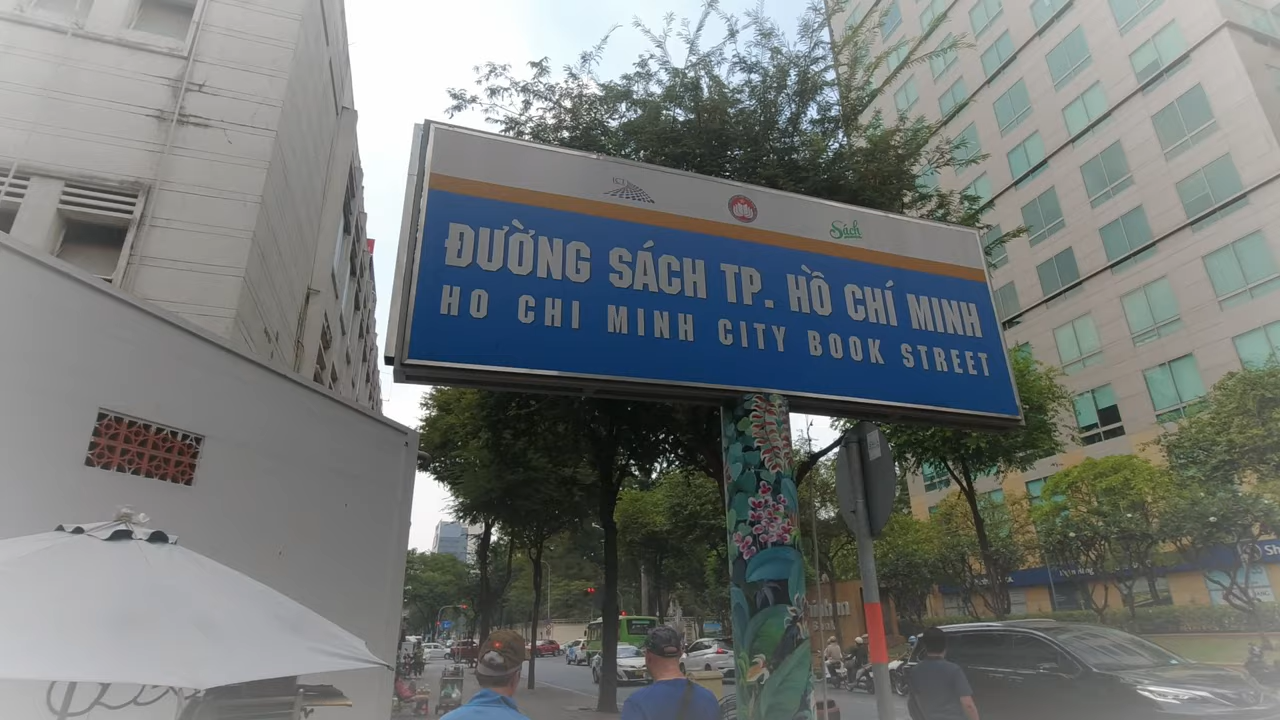 Sách
ĐƯỜNG SÁCH TP. HỒ CHÍ MINH
HO CHI MINH CITY BOOK STREET